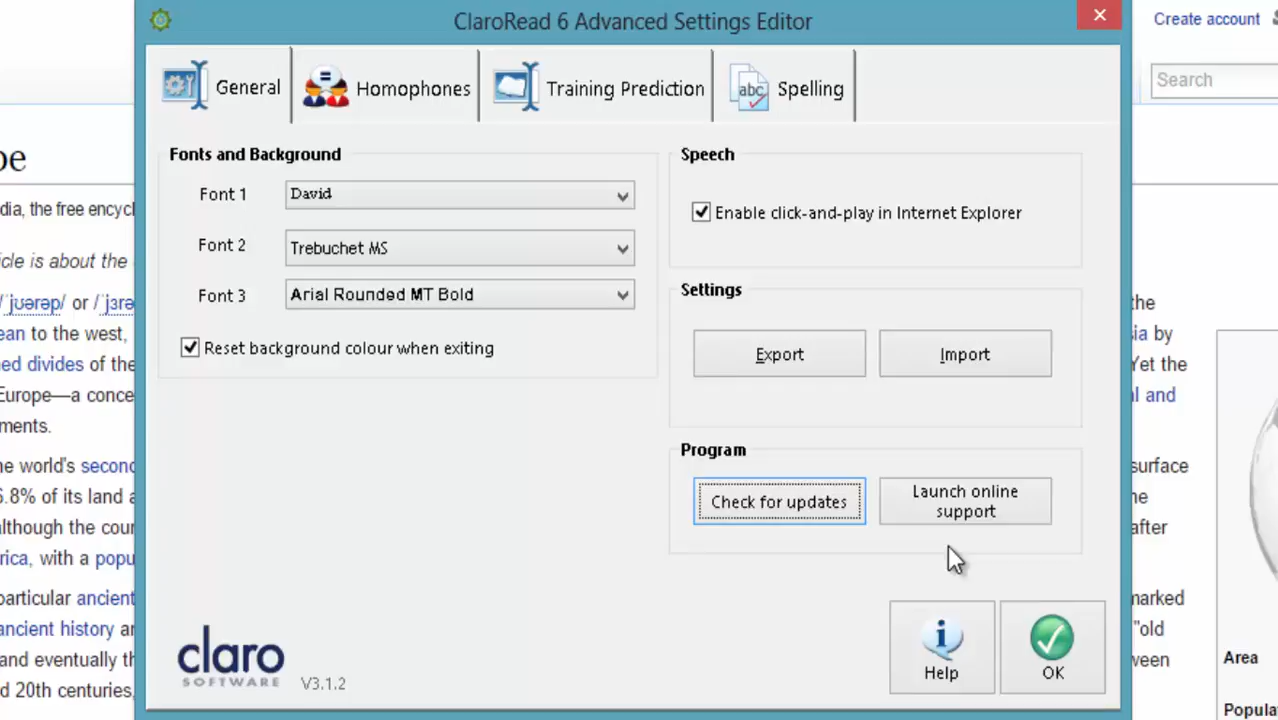 ClaroRead 6 Advanced Settings Editor
Create account
Search
General
Homophones
Training Prediction
Spelling
Fonts and Background
Font 1
David
Font 2
Trebuchet MS
Font 3
Arial Rounded MT Bold
Reset background colour when exiting
Speech
Enable click-and-play in Internet Explorer
Settings
Export
Import
Program
Check for updates
Launch online
support
claro
SOFTWARE
V3.1.2
Help
OK
pe
dia, the free encycl
icle is about the
/ˈjʊərəp/ or /ˈjɜrə
ean to the west,
ned divides of the
Europe—a conce
ments.
he world's second
6.8% of its land a
although the coun
rica, with a popu
particular ancient
ancient history an
and eventually th
d 20th centuries,
the
sia by
Yet the
al and
surface
he
after
marked
"old
ween
Area
Popula